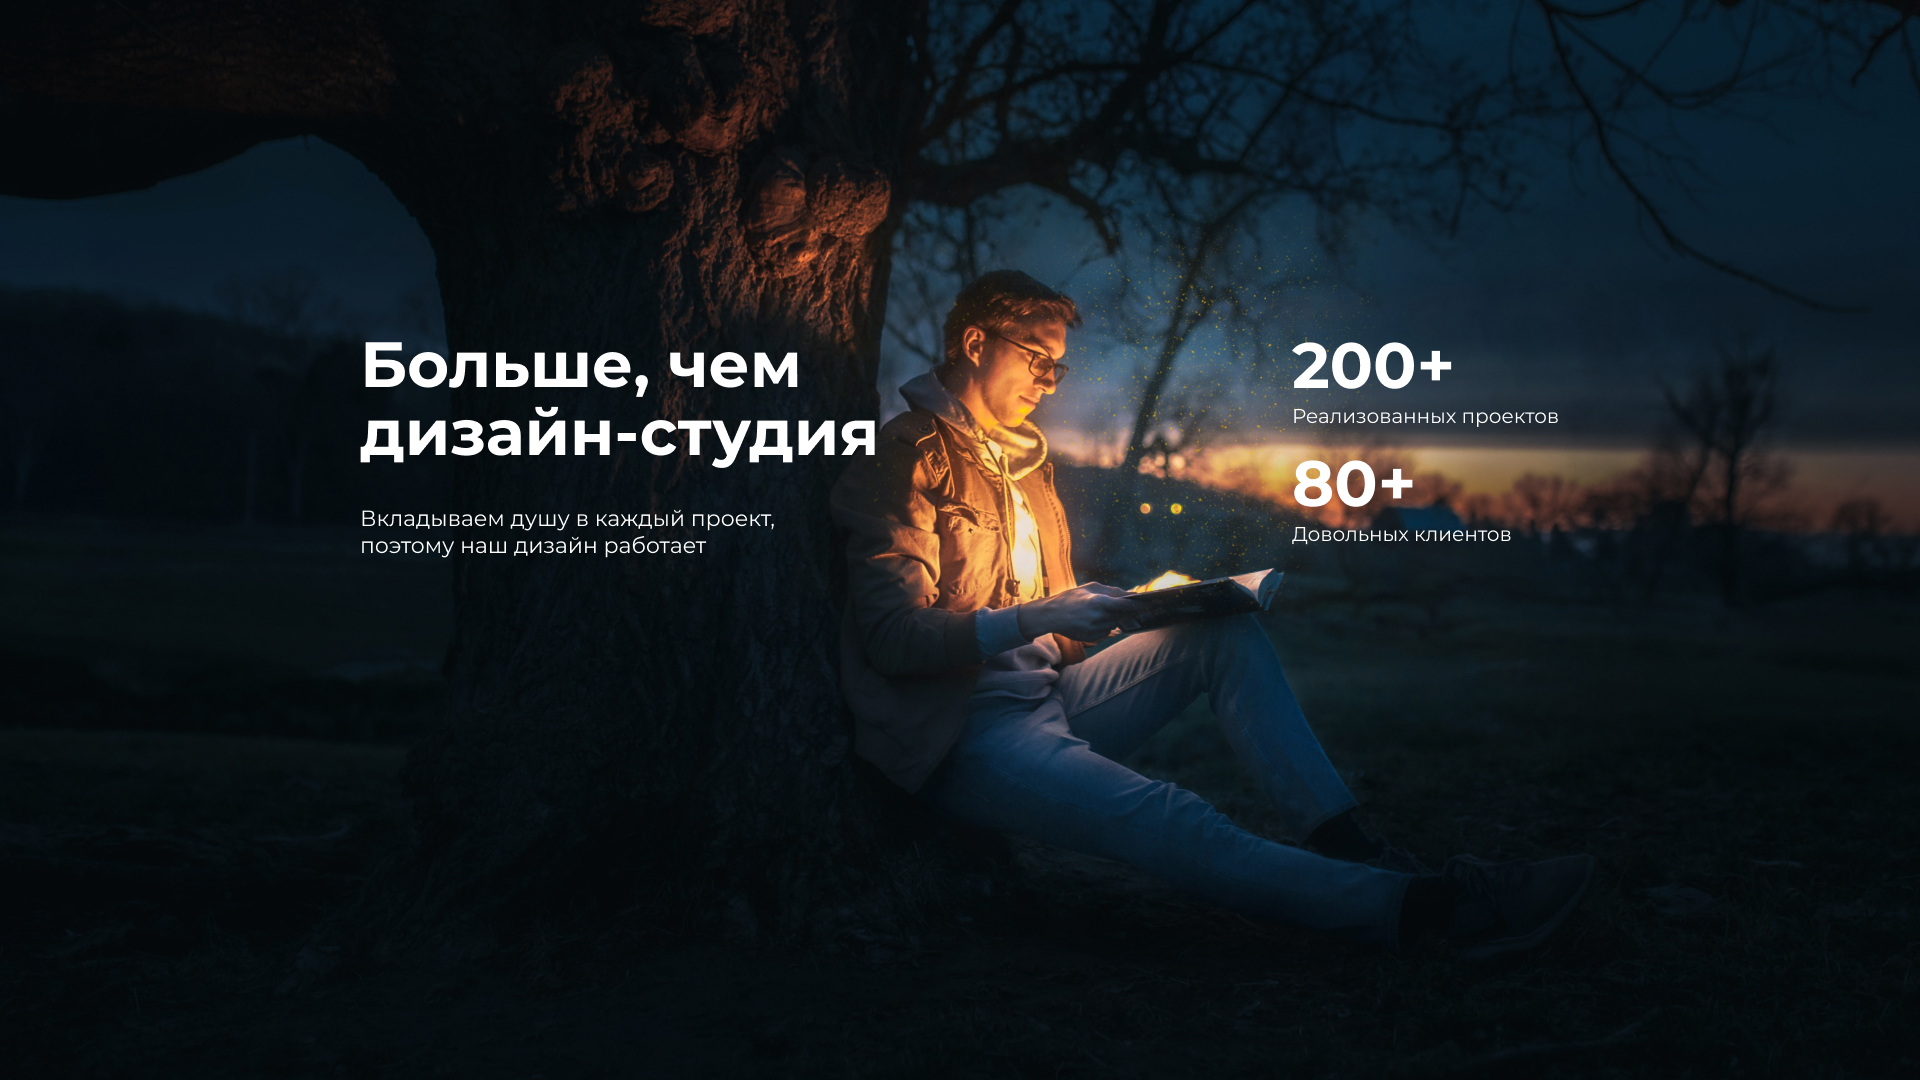 Больше, чем
дизайн-студия
Вкладываем душу в каждый проект,
поэтому наш дизайн работает
200+
Реализованных проектов
80+
Довольных клиентов